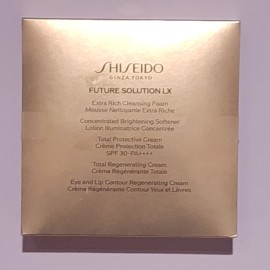 SHISEIDO
GINZA TOKYO
FUTURE SOLUTION LX
Extra Rich Cleansing Foam
Mousse Nettoyante Extra Riche
Concentrated Brightening Softener
Lotion Illuminatrice Concentrée
Total Protective Cream
Crème Protection Totale
SPF 30·PA++++
Total Regenerating Cream
Crème Régénérante Totale
Eye and Lip Contour Regenerating Cream
Crème Régénérante Contour Yeux et Lèvres